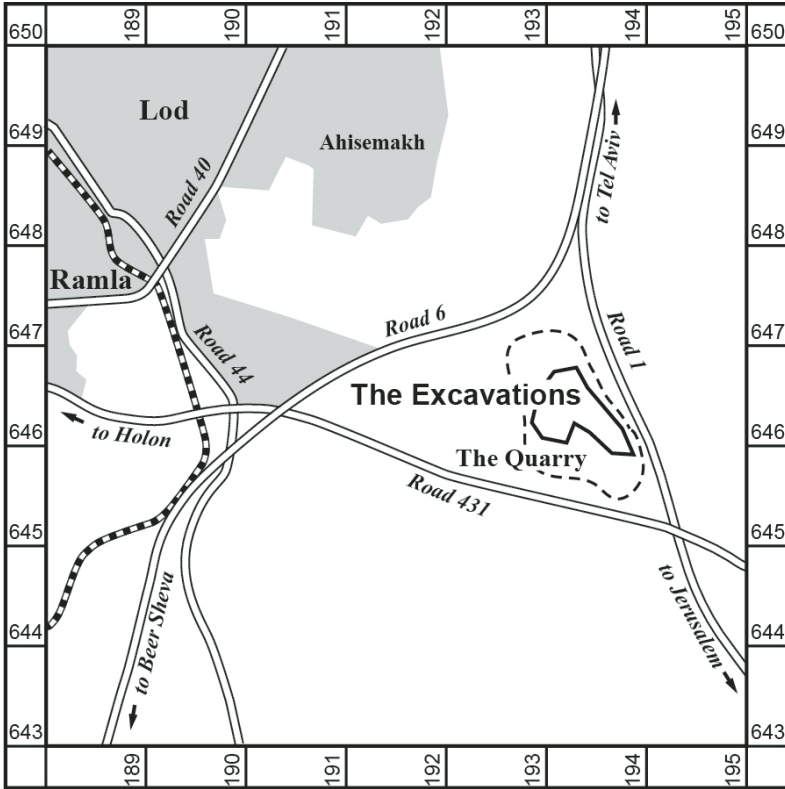 189 190 191 192 193 194 195
650 650
Lod
Ahisemakh
649 649
to Tel Aviv
Road 40
648 648
Ramla
Road 6
647 647
Road 44
Road 1
The Excavations
646 646
to Holon
The Quarry
Road 431
645 645
to Beer Sheva
to Jerusalem
644 644
643 643
189 190 191 192 193 194 195